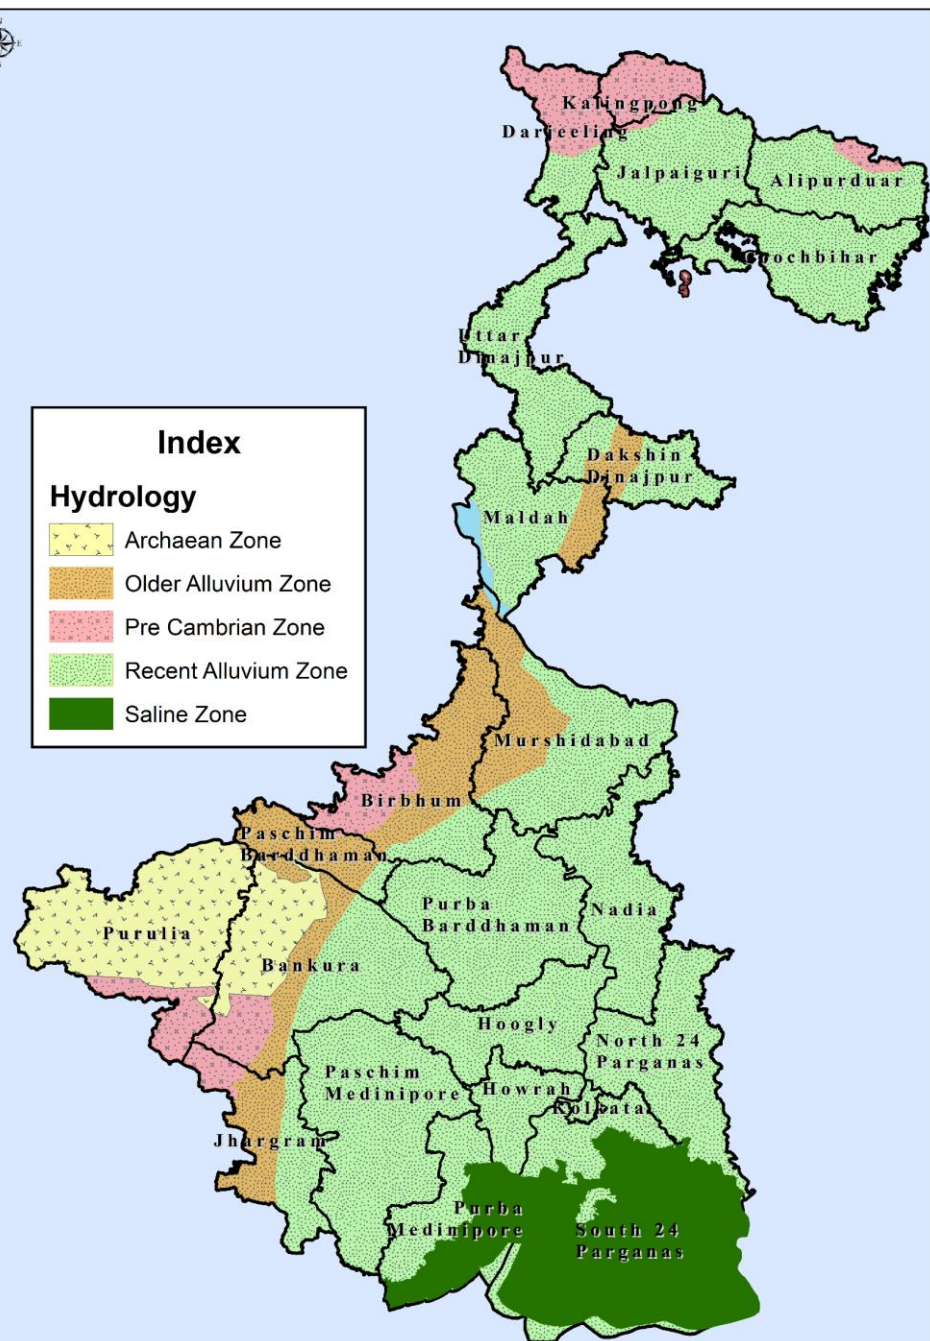 N
E
S
Kalingpong
Darjeeling
Jalpaiguri
Alipurduar
Coochbihar
Uttar
Dinajpur
Dakshin
Dinajpur
Maldah
Index
Hydrology
Archaean Zone
Older Alluvium Zone
Pre Cambrian Zone
Recent Alluvium Zone
Saline Zone
Murshidabad
Birbhum
Paschim
Barddhaman
Purba
Barddhaman
Nadia
Purulia
Bankura
Hoogly
North 24
Parganas
Paschim
Medinipore
Howrah
Kolkata
Jhargram
Purba
Medinipore
South 24
Parganas